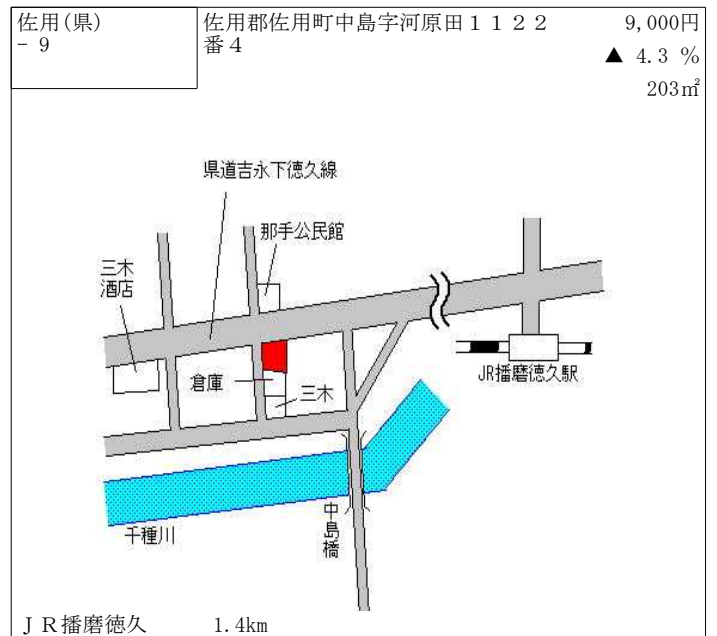 佐用(県)
- 9
佐用郡佐用町中島字河原田１１２２
番４
9,000円
▲ 4.3 %
203㎡
県道吉永下徳久線
那手公民館
三木
酒店
倉庫
三木
JR播磨徳久駅
千種川
中島橋
ＪＲ播磨徳久 1.4km